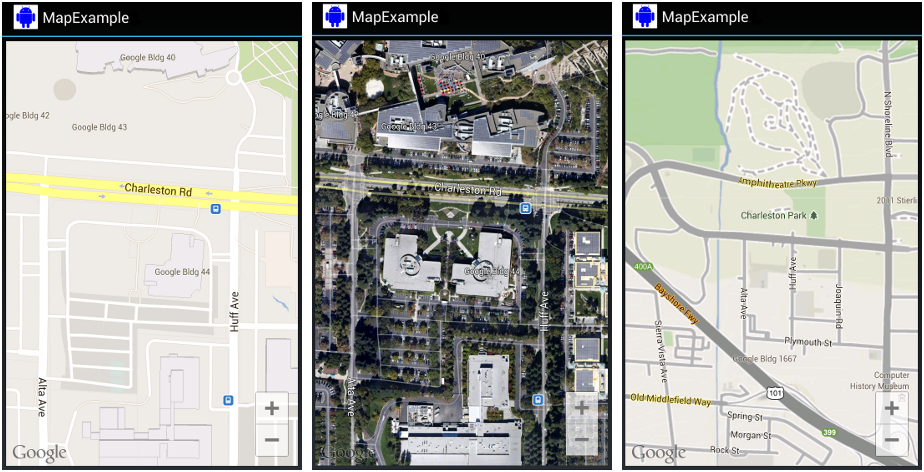 MapExample
Google Bldg 40
ogle Bldg 42
Google Bldg 43
Charleston Rd
Google Bldg 44
Huff Ave
Alta Ave
+
−
Google
MapExample
Google Bldg 40
Google Bldg 43
Charleston Rd
Google Bldg 44
Huff Ave
Alta Ave
+
−
Google
MapExample
N Shoreline Blvd
Amphitheatre Pkwy
2011 Stierli
Charleston Park
400A
Bayshore Fwy
Huff Ave
Alta Ave
Joaquin Rd
Sierra Vista Ave
Plymouth St
Google Bldg 1667
Computer
History Museum
101
Old Middlefield Way
Spring St
+
Morgan St
399
−
Rock St
Google